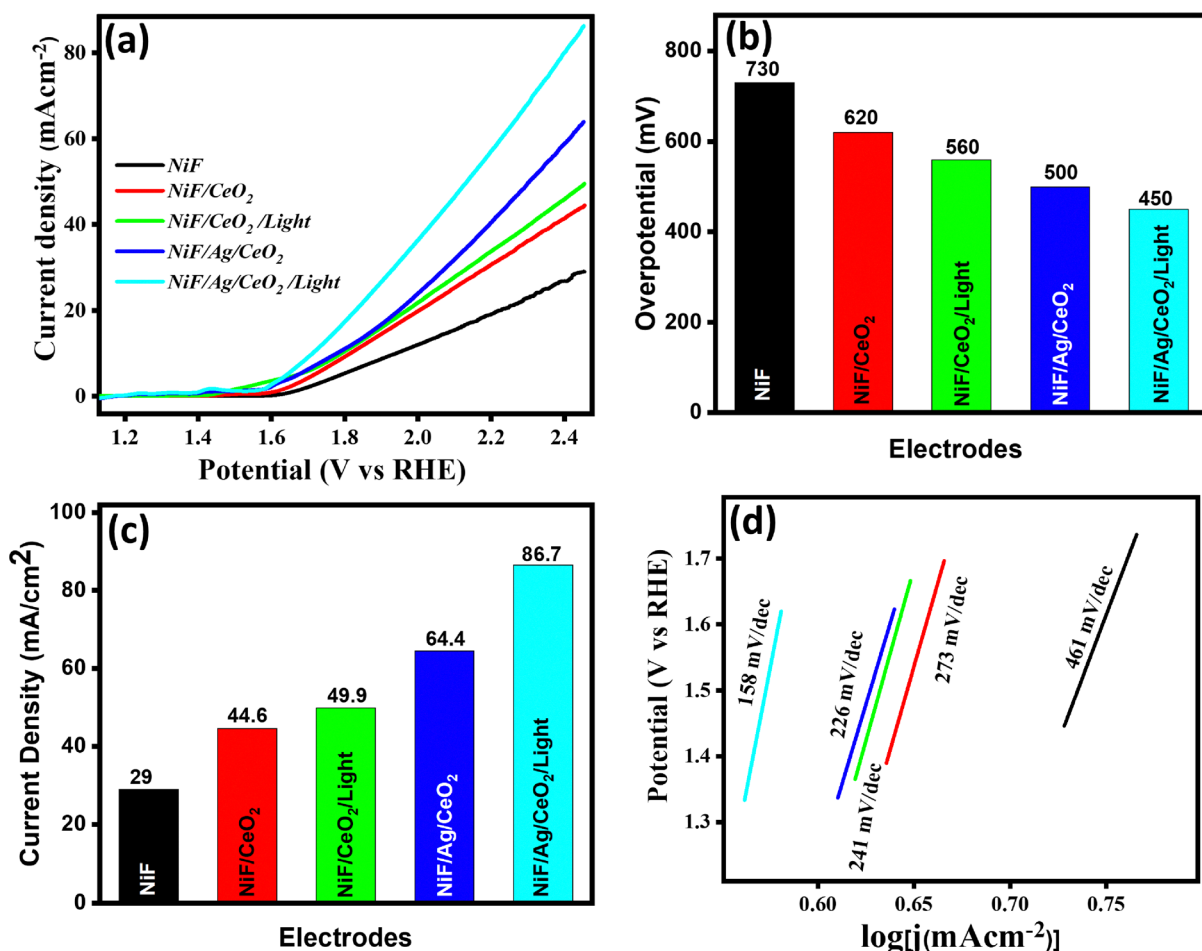 (a)
Current density (mAcm-2)
80
60
40
20
0
NiF
NiF/CeO2
NiF/CeO2 /Light
NiF/Ag/CeO2
NiF/Ag/CeO2 /Light
1.2 1.4 1.6 1.8 2.0 2.2 2.4
Potential (V vs RHE)
(b)
Overpotential (mV)
800
600
400
200
0
730
620
560
500
450
NiF
NiF/CeO2
NiF/CeO2/Light
NiF/Ag/CeO2
NiF/Ag/CeO2/Light
Electrodes
(c)
Current Density (mA/cm2)
100
80
60
40
20
0
29
44.6
49.9
64.4
86.7
NiF
NiF/CeO2
NiF/CeO2/Light
NiF/Ag/CeO2
NiF/Ag/CeO2/Light
Electrodes
(d)
Potential (V vs RHE)
1.7
1.6
1.5
1.4
1.3
158 mV/dec
226 mV/dec
241 mV/dec
273 mV/dec
461 mV/dec
0.60 0.65 0.70 0.75
log[j(mAcm-2)]